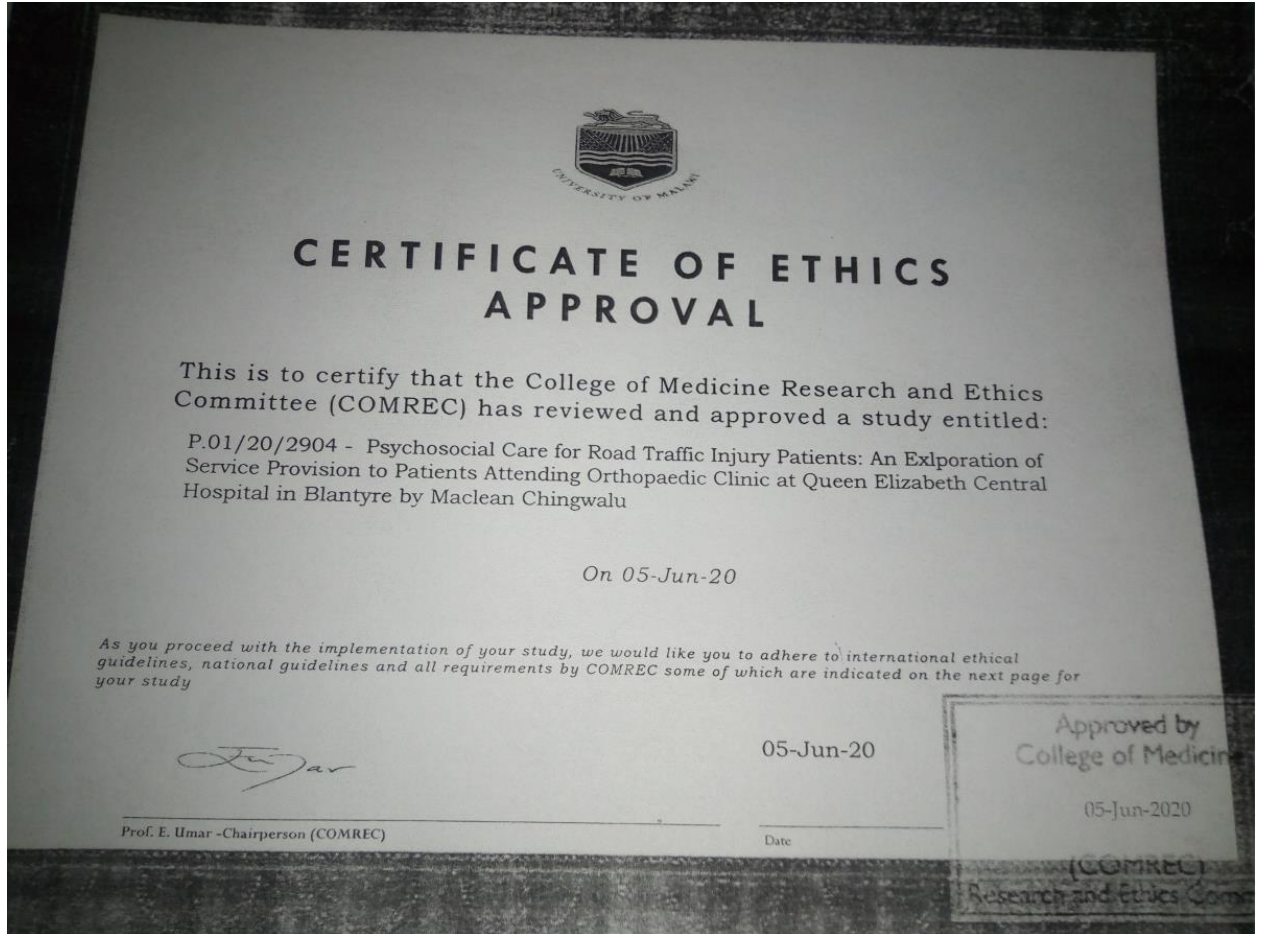 UNIVERSITY OF MALAWI
CERTIFICATE OF ETHICS
APPROVAL
This is to certify that the College of Medicine Research and Ethics
Committee (COMREC) has reviewed and approved a study entitled:
P.01/20/2904 - Psychosocial Care for Road Traffic Injury Patients: An Exlporation of
Service Provision to Patients Attending Orthopaedic Clinic at Queen Elizabeth Central
Hospital in Blantyre by Maclean Chingwalu
On 05-Jun-20
As you proceed with the implementation of your study, we would like you to adhere to international ethical
guidelines, national guidelines and all requirements by COMREC some of which are indicated on the next page for
your study
05-Jun-20
Prof. E. Umar -Chairperson (COMREC)
Date
Approved by
College of Medicin
05-Jun-2020
(COMREC)
Research and Ethics Com